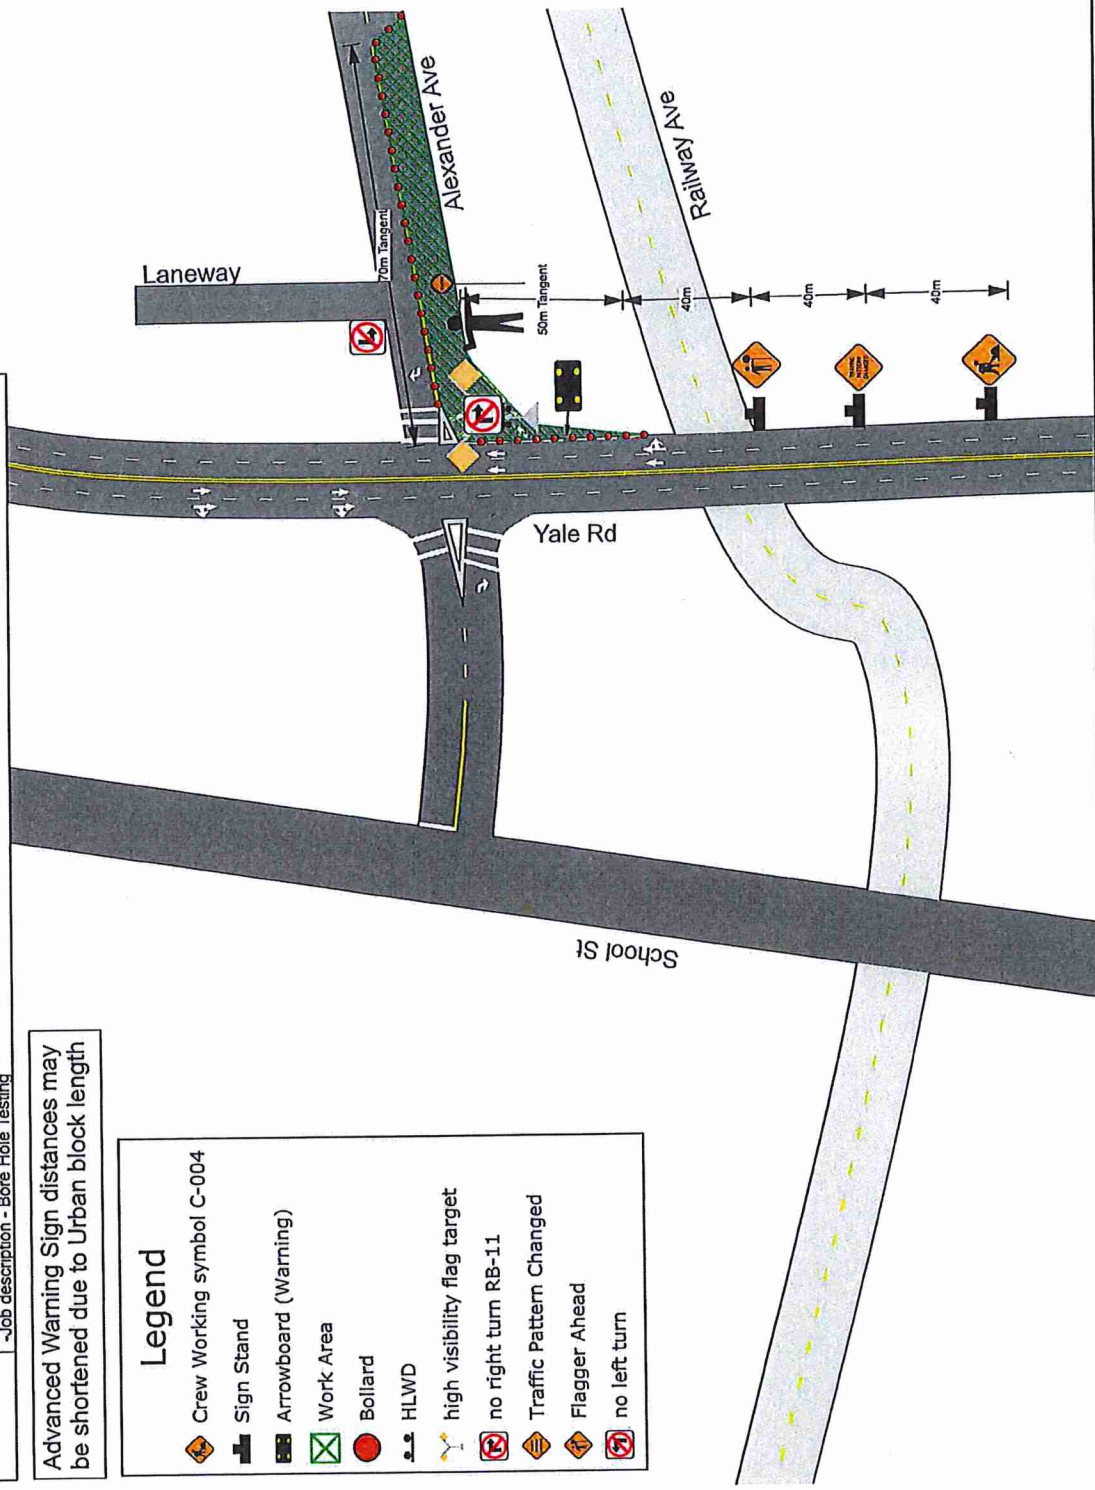 -Job description - Bore Hole Testing
Advanced Warning Sign distances may
be shortened due to Urban block length
Legend
Crew Working symbol C-004
Sign Stand
Arrowboard (Warning)
Work Area
Bollard
HLWD
high visibility flag target
no right turn RB-11
Traffic Pattern Changed
Flagger Ahead
no left turn
School St
Yale Rd
Laneway
70m Tangent
Alexander Ave
50m Tangent
Railway Ave
40m
40m
40m
TRAFFIC
PATTERN
CHANGED